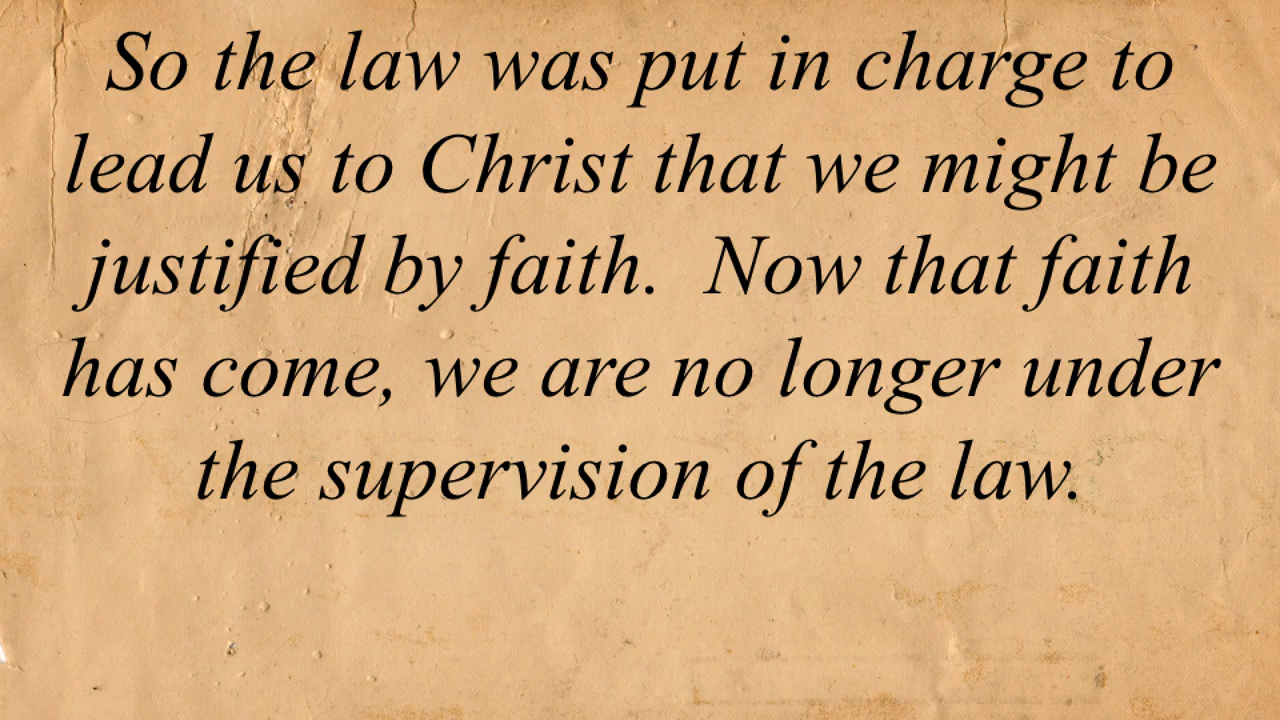 So the law was put in charge to
lead us to Christ that we might be
justified by faith.  Now that faith
has come, we are no longer under
the supervision of the law.